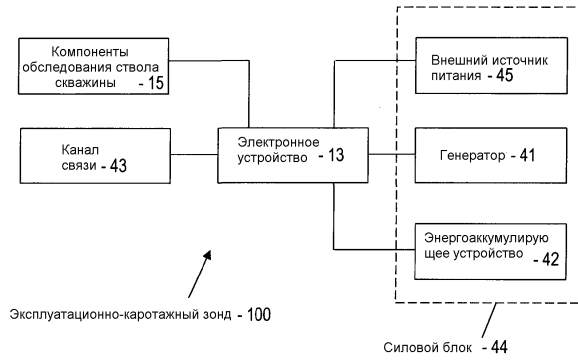 Компоненты
обследования ствола
скважины - 15
Внешний источник
питания - 45
Канал
связи - 43
Электронное
устройство - 13
Генератор - 41
Энергоаккумулирую
щее устройство - 42
Эксплуатационно-каротажный зонд - 100
Силовой блок - 44